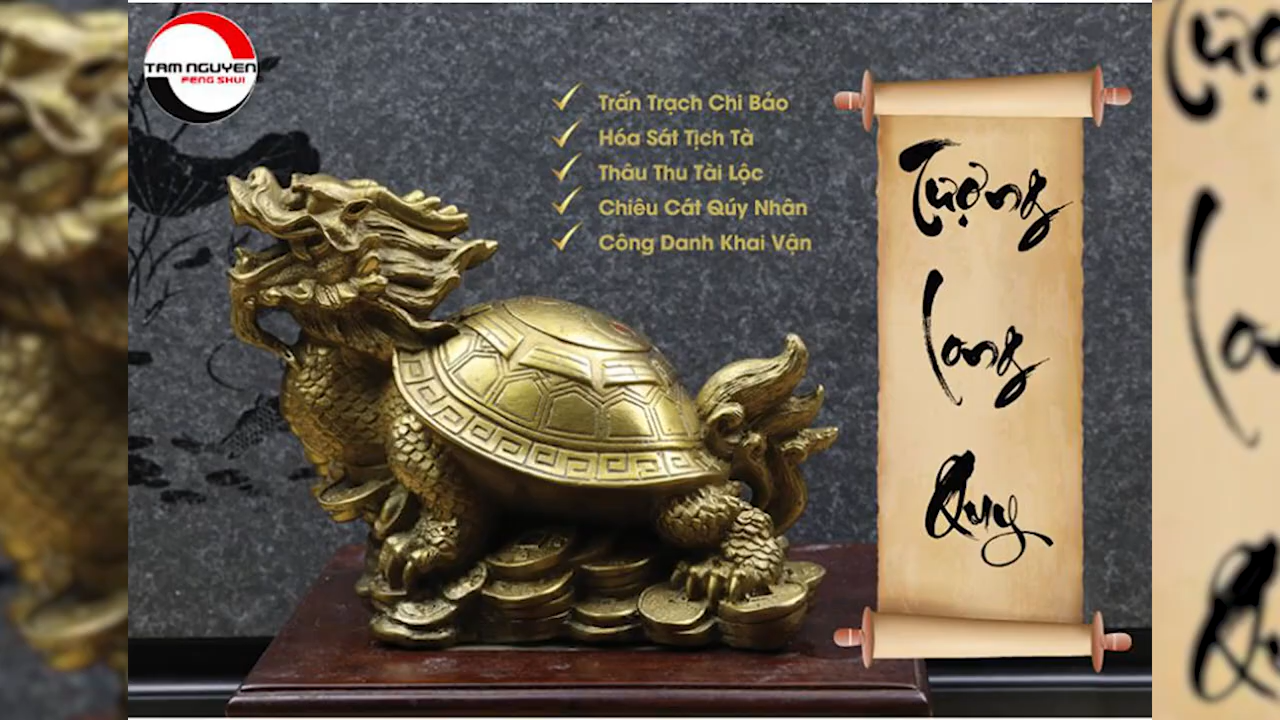 TAM NGUYEN
FENG SHUI
Trấn Trạch Chi Bảo
Hóa Sát Tịch Tà
Thâu Thu Tài Lộc
Chiêu Cát Qúy Nhân
Công Danh Khai Vận
Tượng
Long
Quy